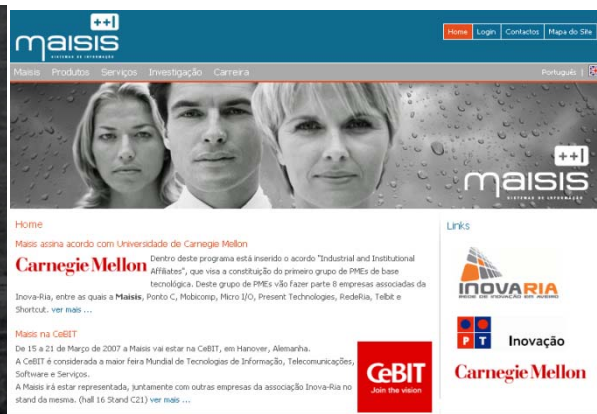 ++|
maisis
SISTEMAS DE INFORMAÇÃO
Home Login Contactos Mapa do Site
Maisis Produtos Serviços Investigação Carreira
Português |
++|
maisis
SISTEMAS DE INFORMAÇÃO
Home
Links
Maisis assina acordo com Universidade de Carnegie Mellon
Carnegie Mellon
Dentro deste programa está inserido o acordo "Industrial and Institutional
Affiliates", que visa a constituição do primeiro grupo de PMEs de base
tecnológica. Deste grupo de PMEs vão fazer parte 8 empresas associadas da
Inova-Ria, entre as quais a Maisis, Ponto C, Mobicomp, Micro I/O, Present Technologies, RedeRia, Telbit e
Shortcut. ver mais ...
Maisis na CeBIT
De 15 a 21 de Março de 2007 a Maisis vai estar na CeBIT, em Hanover, Alemanha.
A CeBIT é considerada a maior feira Mundial de Tecnologias de Informação, Telecomunicações,
Software e Serviços.
A Maisis irá estar representada, juntamente com outras empresas da associação Inova-Ria no
stand da mesma. (hall 16 Stand C21) ver mais ...
CeBIT
Join the vision
INOVARIA
REDE DE INOVAÇÃO EM AVEIRO
P T Inovação
Carnegie Mellon